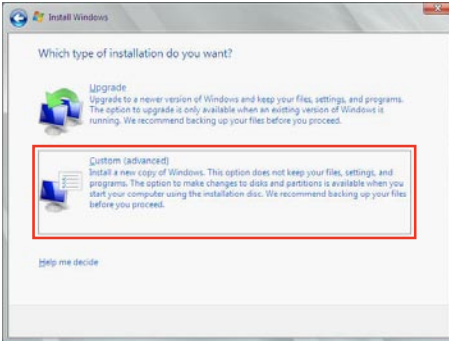 Install Windows
Which type of installation do you want?
Upgrade
Upgrade to a newer version of Windows and keep your files, settings, and programs.
The option to upgrade is only available when an existing version of Windows is
running. We recommend backing up your files before you proceed.
Custom (advanced)
Install a new copy of Windows. This option does not keep your files, settings, and
programs. The option to make changes to disks and partitions is available when you
start your computer using the installation disc. We recommend backing up your files
before you proceed.
Help me decide